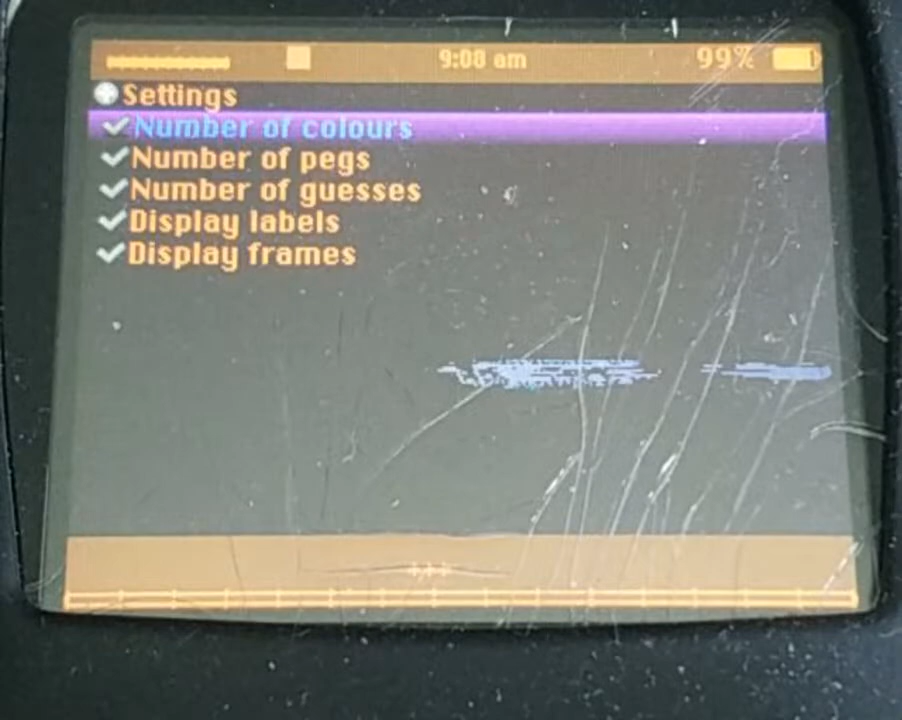 9:08 am 99%
Settings
Number of colours
Number of pegs
Number of guesses
Display labels
Display frames